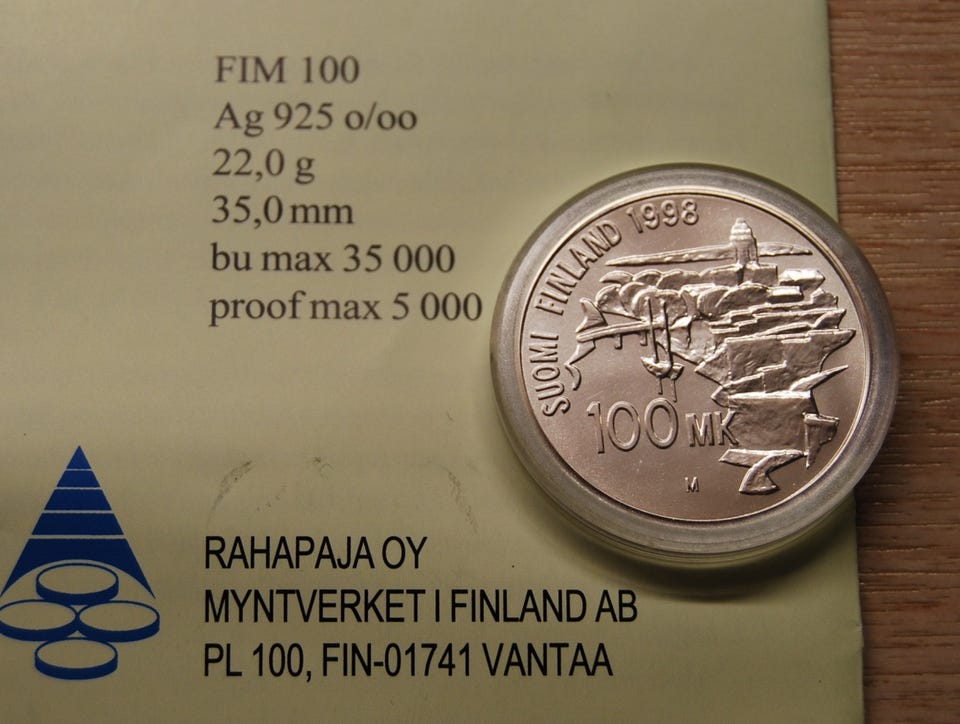 FIM 100
Ag 925 o/oo
22,0 g
35,0 mm
bu max 35 000
proof max 5 000
SUOMI FINLAND 1998
100 MK
M
RAHAPAJA OY
MYNTVERKET I FINLAND AB
PL 100, FIN-01741 VANTAA